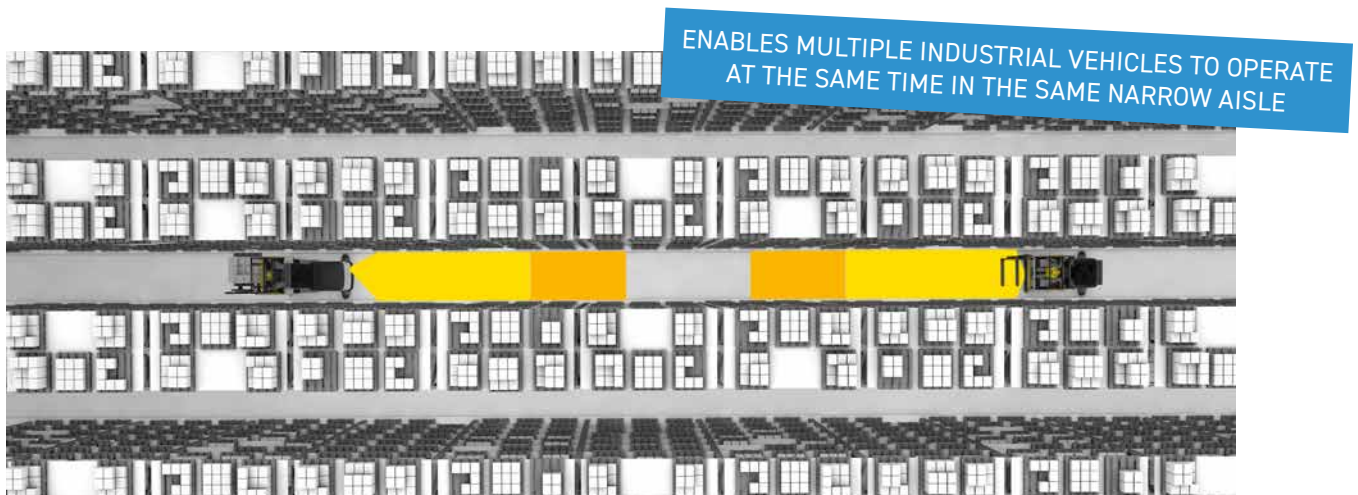 ENABLES MULTIPLE INDUSTRIAL VEHICLES TO OPERATE
AT THE SAME TIME IN THE SAME NARROW AISLE